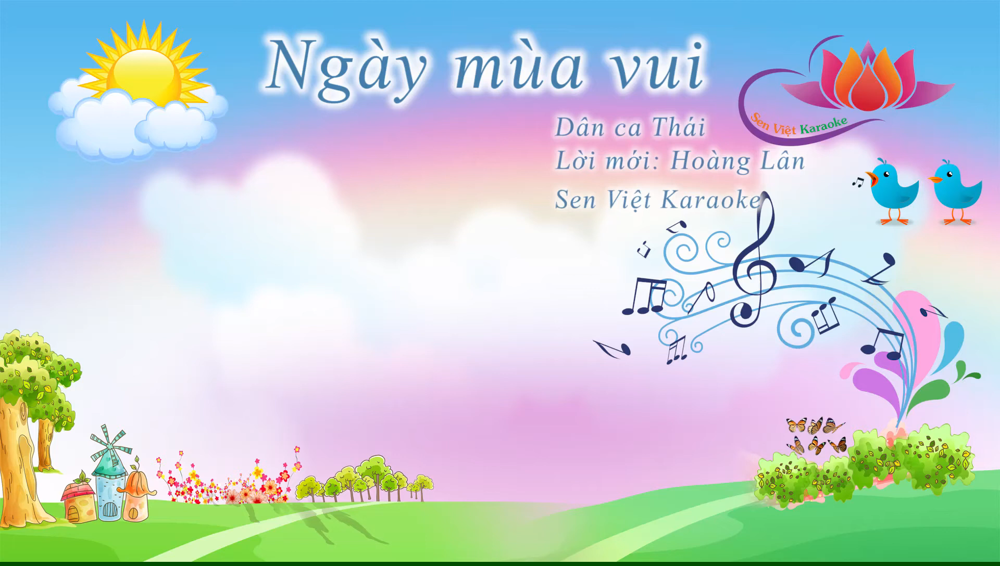 Ngày mùa vui
Dân ca Thái
Lời mới: Hoàng Lân
Sen Việt Karaoke
Sen Việt Karaoke